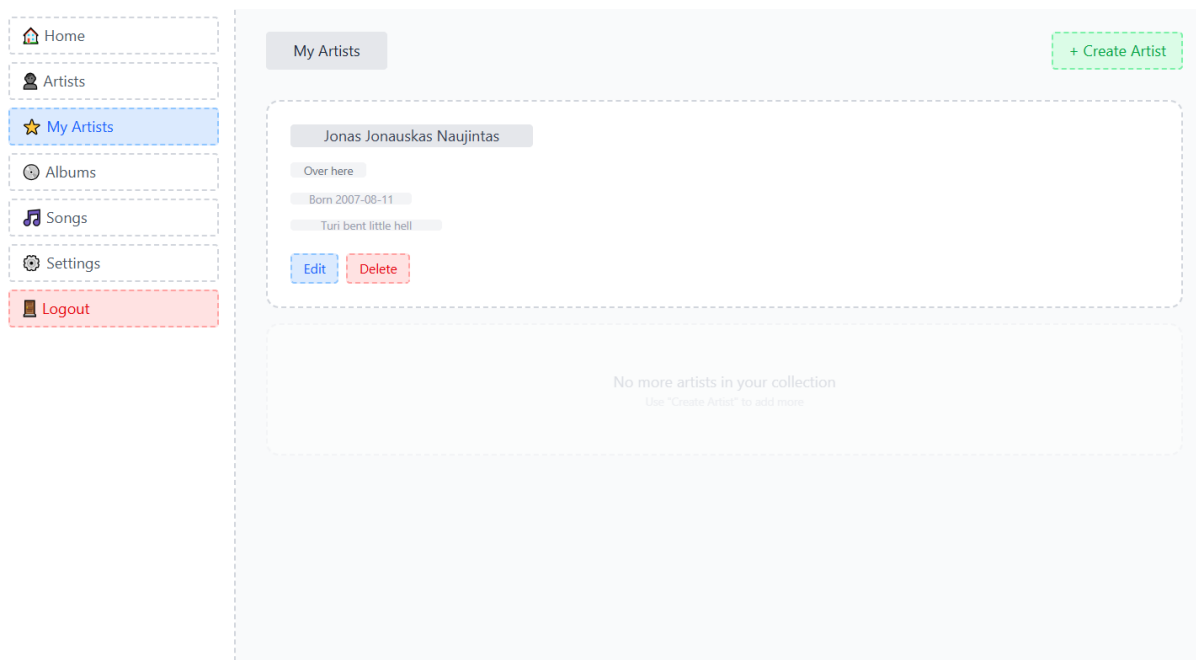 Home
Artists
My Artists
Albums
Songs
Settings
Logout
My Artists
+ Create Artist
Jonas Jonauskas Naujintas
Over here
Born 2007-08-11
Turi bent little hell
Edit
Delete
No more artists in your collection
Use "Create Artist" to add more